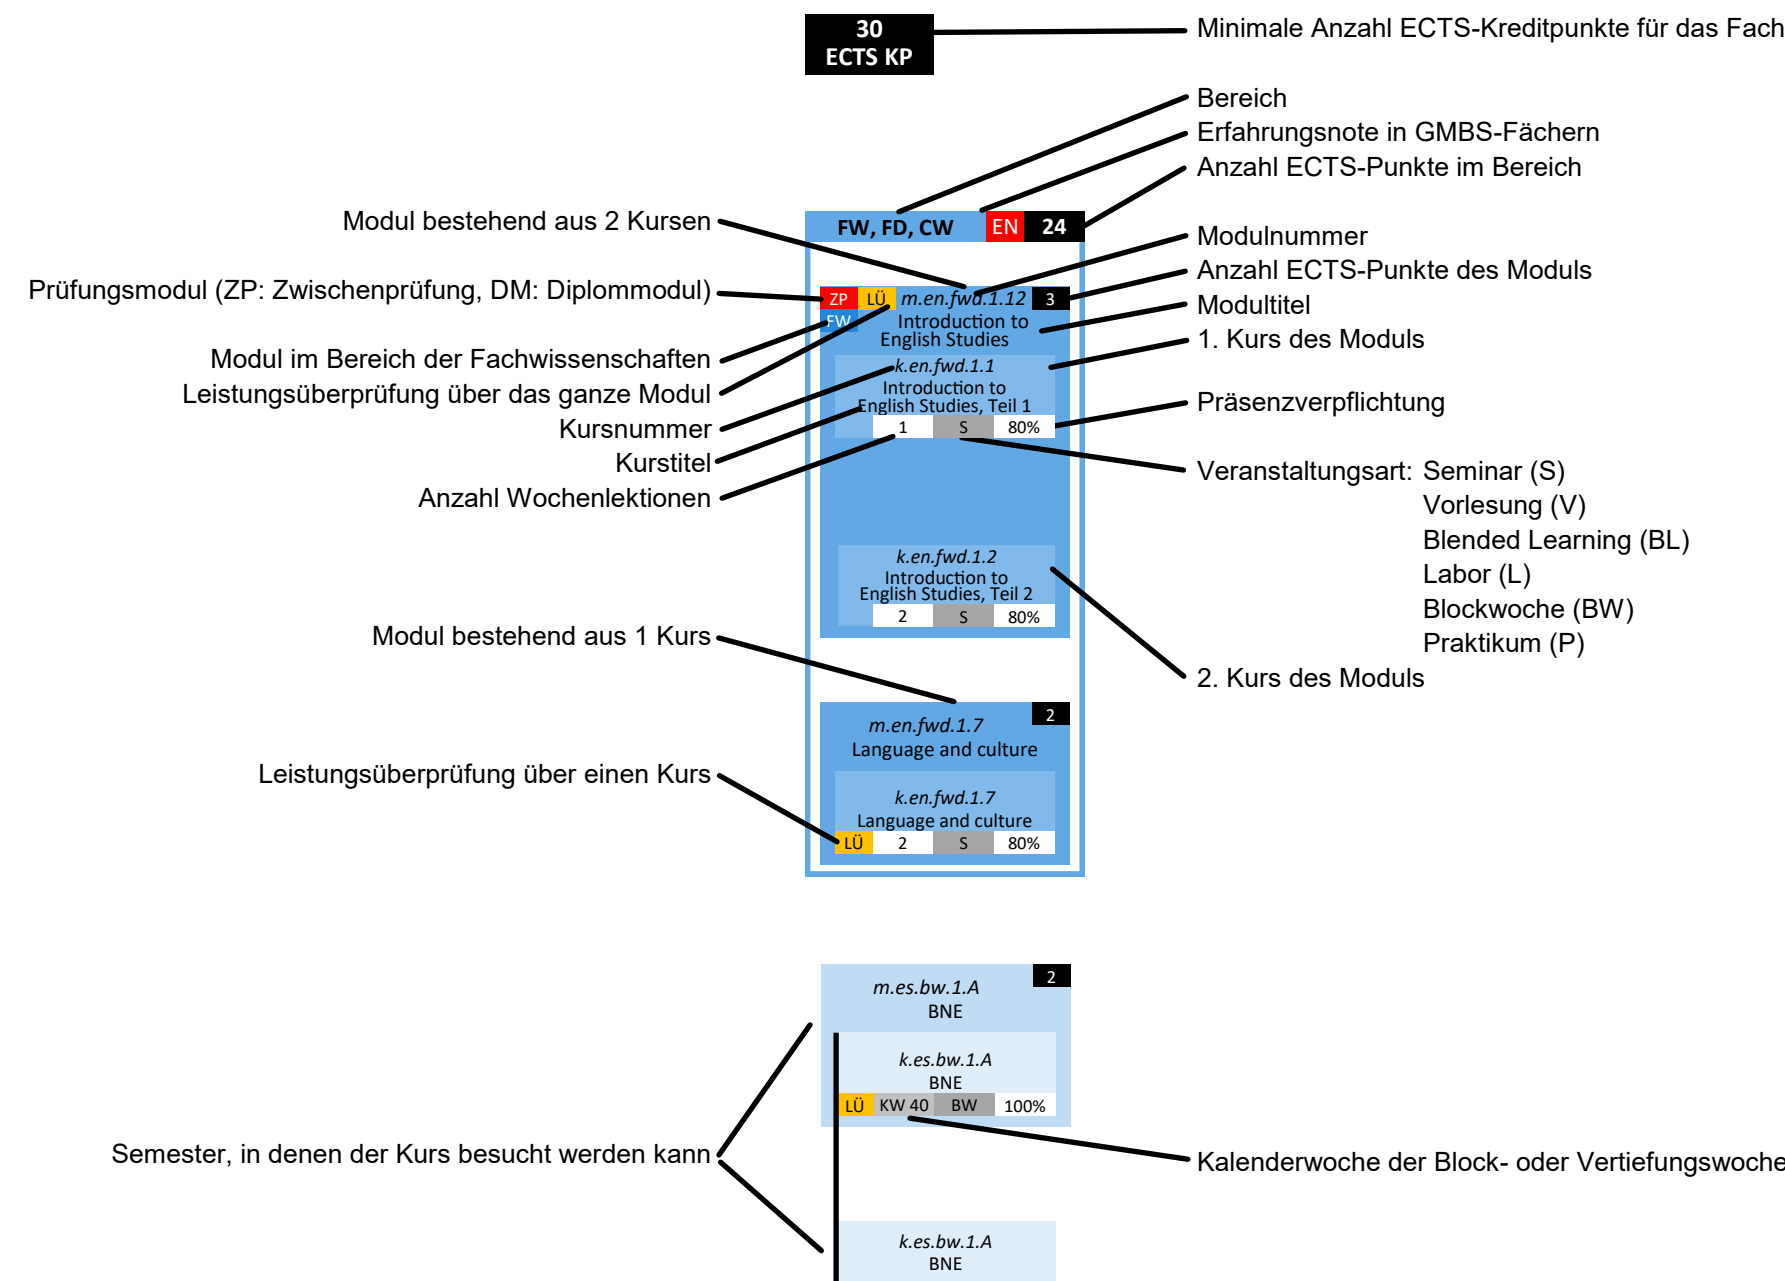 30
ECTS KP
Minimale Anzahl ECTS-Kreditpunkte für das Fach
Bereich
Erfahrungsnote in GMBS-Fächern
Anzahl ECTS-Punkte im Bereich
Modul bestehend aus 2 Kursen
FW, FD, CW EN 24
Modulnummer
Anzahl ECTS-Punkte des Moduls
Prüfungsmodul (ZP: Zwischenprüfung, DM: Diplommodul)
ZP LÜ m.en.fwd.1.12 3
FW Introduction to
English Studies
Modultitel
1. Kurs des Moduls
Modul im Bereich der Fachwissenschaften
Leistungsüberprüfung über das ganze Modul
k.en.fwd.1.1
Introduction to
English Studies, Teil 1
1 S 80%
Präsenzverpflichtung
Kursnummer
Kurstitel
Anzahl Wochenlektionen
Veranstaltungsart: Seminar (S)
Vorlesung (V)
Blended Learning (BL)
Labor (L)
Blockwoche (BW)
Praktikum (P)
k.en.fwd.1.2
Introduction to
English Studies, Teil 2
2 S 80%
Modul bestehend aus 1 Kurs
2. Kurs des Moduls
m.en.fwd.1.7 2
Language and culture
Leistungsüberprüfung über einen Kurs
k.en.fwd.1.7
Language and culture
LÜ 2 S 80%
m.es.bw.1.A 2
BNE
k.es.bw.1.A
BNE
LÜ KW 40 BW 100%
Semester, in denen der Kurs besucht werden kann
Kalenderwoche der Block- oder Vertiefungswoche
k.es.bw.1.A
BNE